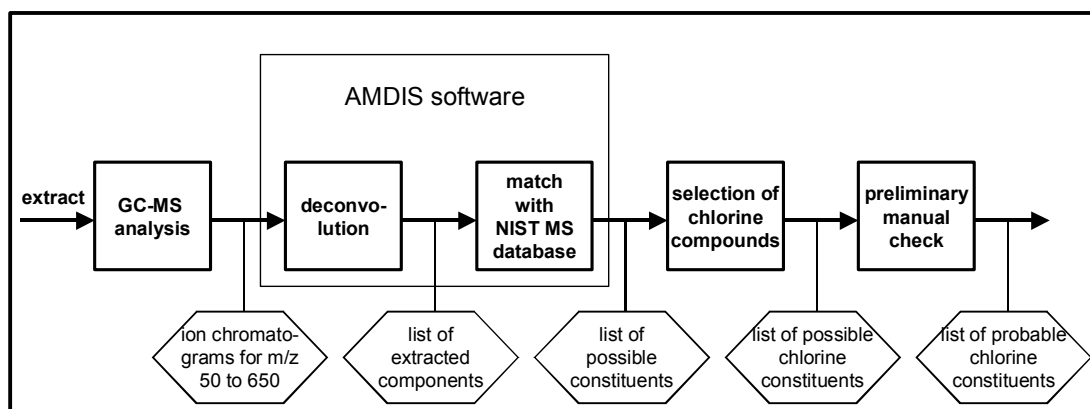 AMDIS software
extract
GC-MS
analysis
deconvo-
lution
match
with
NIST MS
database
selection of
chlorine
compounds
preliminary
manual
check
ion chromato-
grams for m/z
50 to 650
list of
extracted
components
list of
possible
constituents
list of possible
chlorine
constituents
list of probable
chlorine
constituents